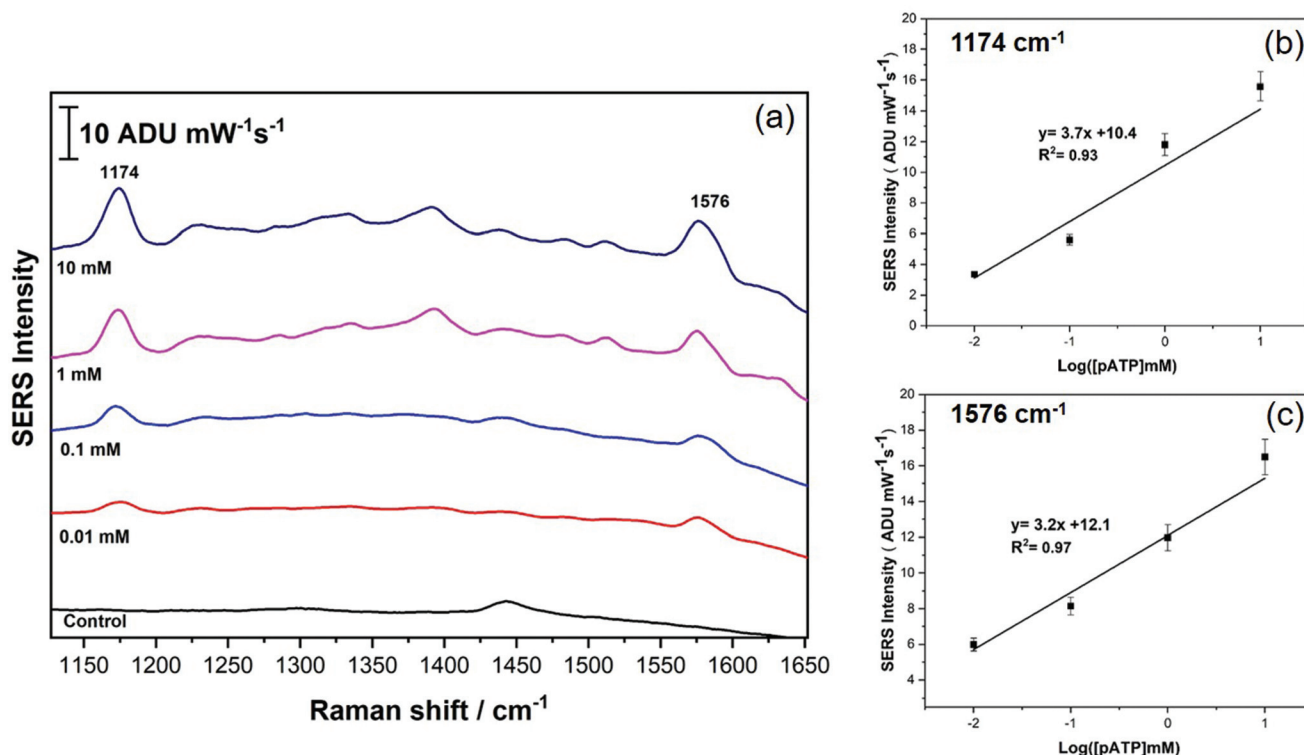 10 ADU mW⁻¹s⁻¹
(a)
1174
1576
10 mM
1 mM
0.1 mM
0.01 mM
Control
SERS Intensity
1150 1200 1250 1300 1350 1400 1450 1500 1550 1600 1650
Raman shift / cm⁻¹
1174 cm⁻¹
(b)
y= 3.7x +10.4
R²= 0.93
SERS Intensity ( ADU mW⁻¹s⁻¹)
20
18
16
14
12
10
8
6
4
2
0
-2 -1 0 1
Log([pATP]mM)
1576 cm⁻¹
(c)
y= 3.2x +12.1
R²= 0.97
SERS Intensity ( ADU mW⁻¹s⁻¹)
20
18
16
14
12
10
8
6
4
-2 -1 0 1
Log([pATP]mM)